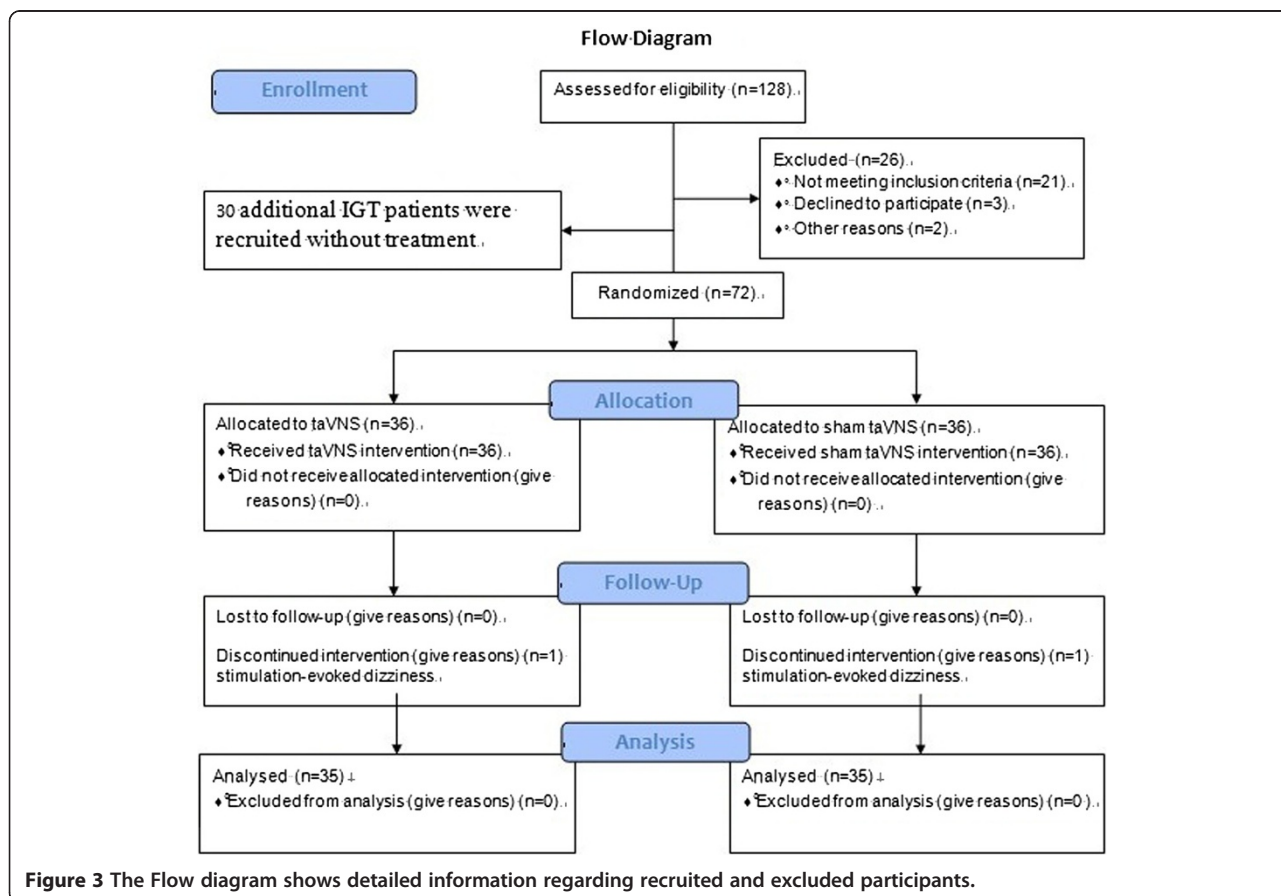 Flow Diagram
Enrollment
Assessed for eligibility (n=128).
Excluded (n=26).
♦ Not meeting inclusion criteria (n=21).
♦ Declined to participate (n=3).
♦ Other reasons (n=2).
30 additional IGT patients were
recruited without treatment.
Randomized (n=72).
Allocation
Allocated to taVNS (n=36).
♦ Received taVNS intervention (n=36).
♦ Did not receive allocated intervention (give
reasons) (n=0).
Allocated to sham taVNS (n=36).
♦ Received sham taVNS intervention (n=36).
♦ Did not receive allocated intervention (give
reasons) (n=0).
Follow-Up
Lost to follow-up (give reasons) (n=0).
Discontinued intervention (give reasons) (n=1)
stimulation-evoked dizziness.
Lost to follow-up (give reasons) (n=0).
Discontinued intervention (give reasons) (n=1)
stimulation-evoked dizziness.
Analysis
Analysed (n=35)
♦ Excluded from analysis (give reasons) (n=0).
Analysed (n=35)
♦ Excluded from analysis (give reasons) (n=0).
Figure 3 The Flow diagram shows detailed information regarding recruited and excluded participants.